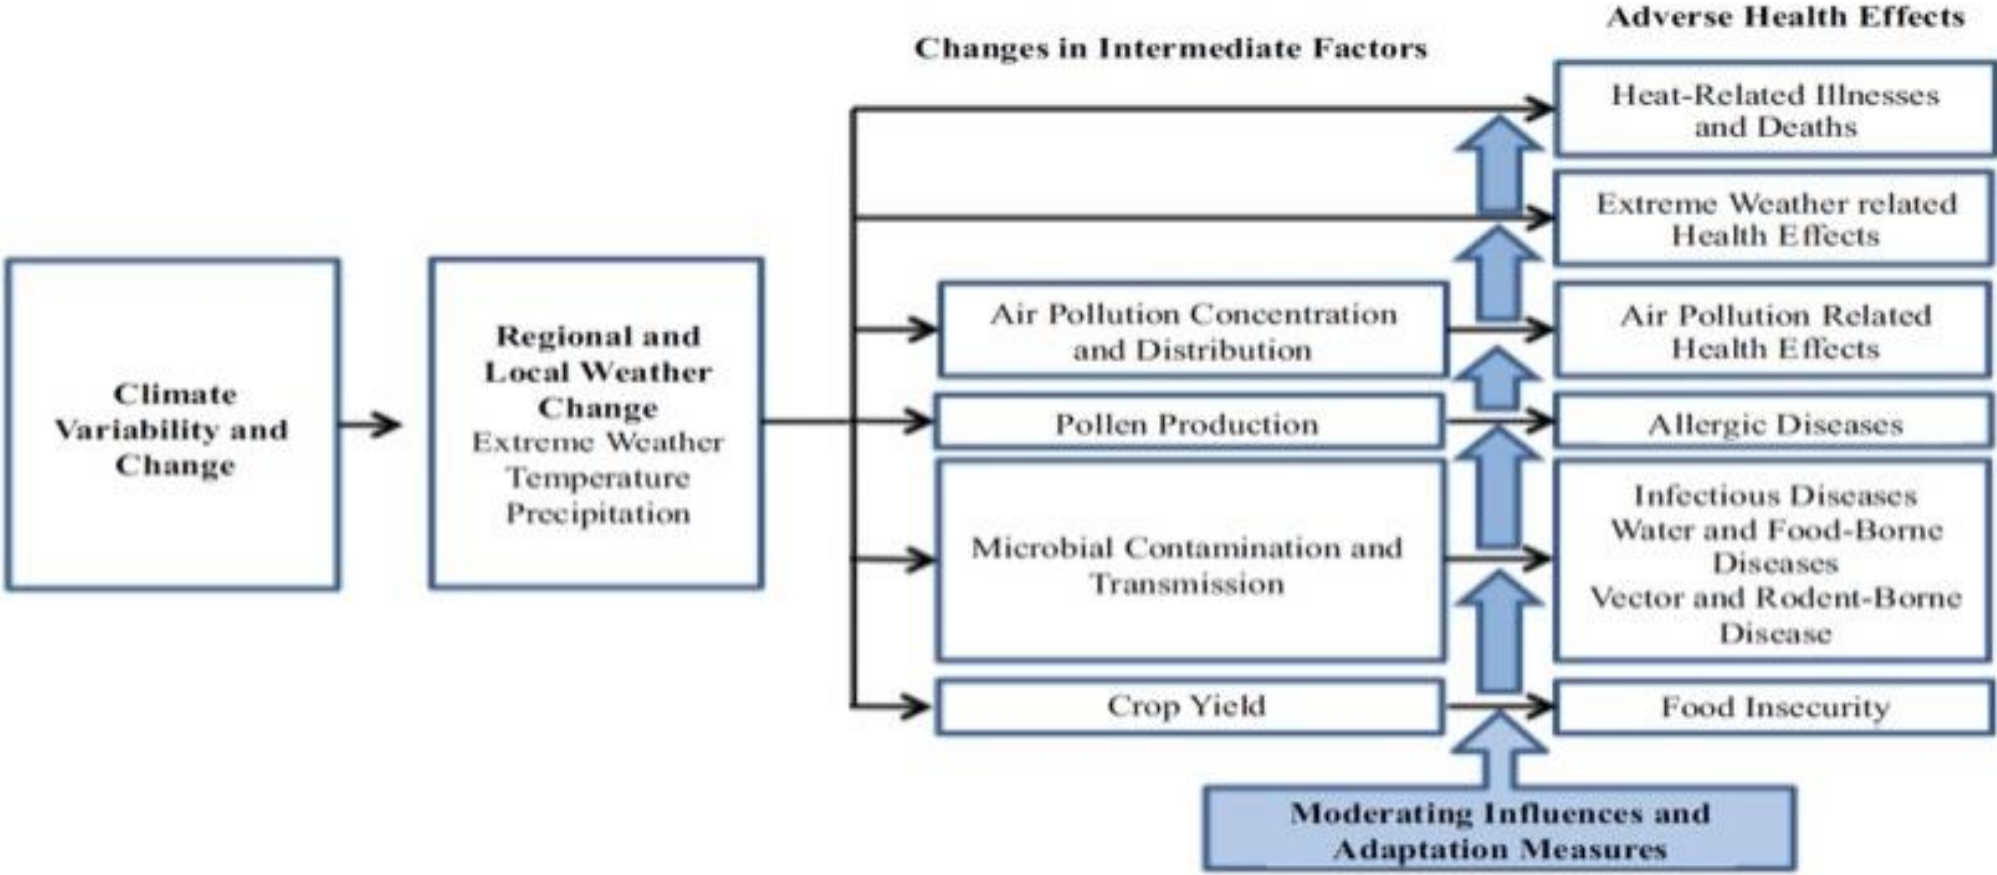 Adverse Health Effects
Changes in Intermediate Factors
Heat-Related Illnesses
and Deaths
Extreme Weather related
Health Effects
Climate
Variability and
Change
Regional and
Local Weather
Change
Extreme Weather
Temperature
Precipitation
Air Pollution Concentration
and Distribution
Air Pollution Related
Health Effects
Pollen Production
Allergic Diseases
Microbial Contamination and
Transmission
Infectious Diseases
Water and Food-Borne
Diseases
Vector and Rodent-Borne
Disease
Crop Yield
Food Insecurity
Moderating Influences and
Adaptation Measures